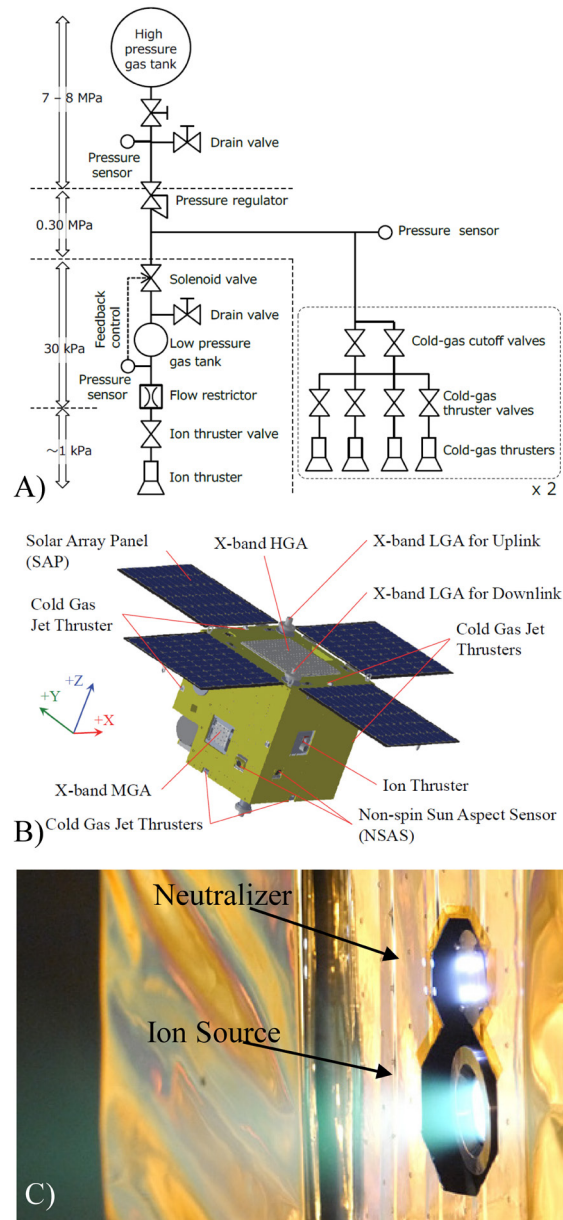 High
pressure
gas tank
7 – 8 MPa
Drain valve
Pressure
sensor
Pressure regulator
0.30 MPa
Pressure sensor
Solenoid valve
Feedback
control
Drain valve
30 kPa
Low pressure
gas tank
Pressure
sensor
Flow restrictor
Cold-gas cutoff valves
Cold-gas
thruster valves
Ion thruster valve
Cold-gas thrusters
～1 kPa
Ion thruster
x 2
A)
Solar Array Panel
(SAP)
X-band HGA
X-band LGA for Uplink
X-band LGA for Downlink
Cold Gas
Jet Thruster
Cold Gas Jet
Thrusters
+Z
+Y
+X
X-band MGA
Ion Thruster
Cold Gas Jet Thrusters
Non-spin Sun Aspect Sensor
(NSAS)
B)
Neutralizer
Ion Source
C)